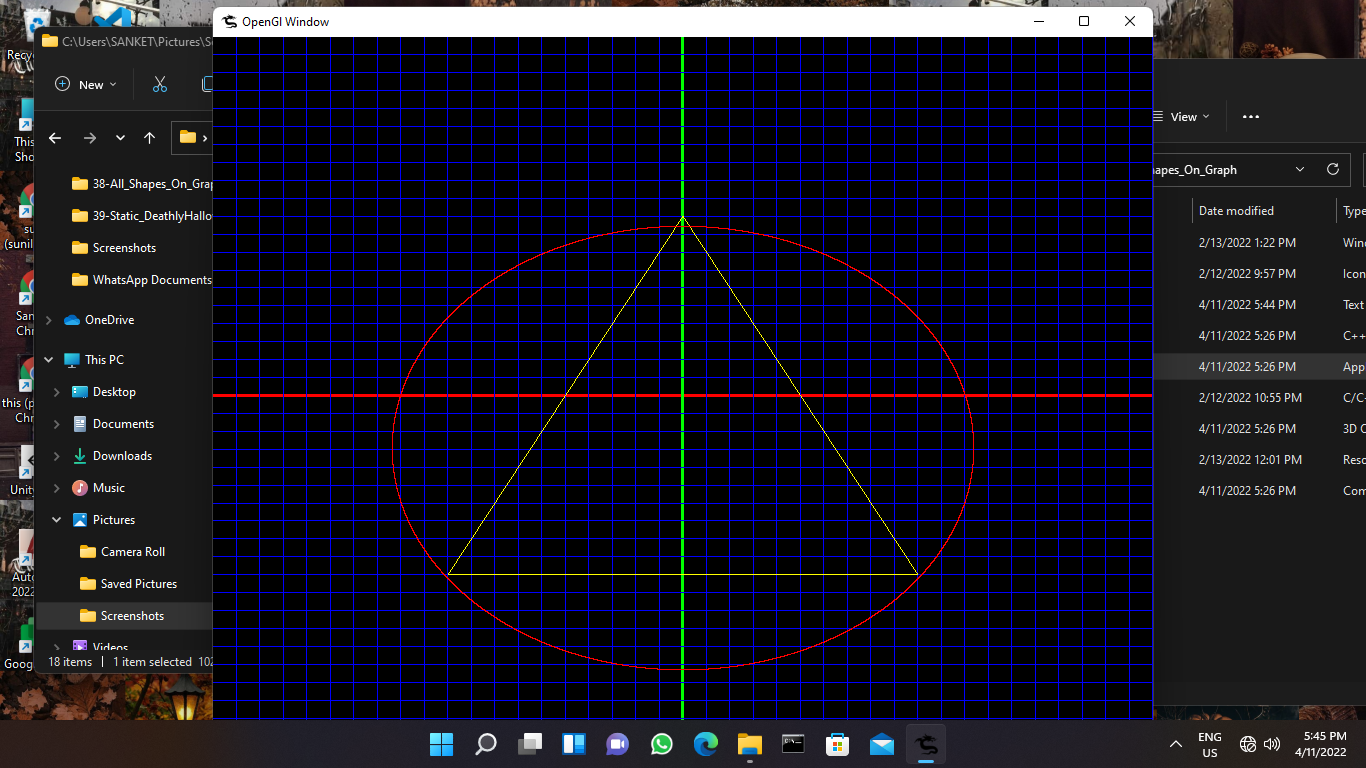 OpenGl Window
C:\Users\SANKET\Pictures\S
New
View
38-All_Shapes_On_Grap
39-Static_DeathlyHallo
Screenshots
WhatsApp Documents
OneDrive
This PC
Desktop
Documents
Downloads
Music
Pictures
Camera Roll
Saved Pictures
Screenshots
Videos
18 items | 1 item selected 102
apes_On_Graph
Date modified Type
2/13/2022 1:22 PM Win
2/12/2022 9:57 PM Icon
4/11/2022 5:44 PM Text
4/11/2022 5:26 PM C++
4/11/2022 5:26 PM App
2/12/2022 10:55 PM C/C
4/11/2022 5:26 PM 3D
2/13/2022 12:01 PM Reso
4/11/2022 5:26 PM Com
Recy
This
Sho
su
(sunil
San
Chr
this (p
Chr
Unity
Auto
2022
Goog
ENG
US
5:45 PM
4/11/2022